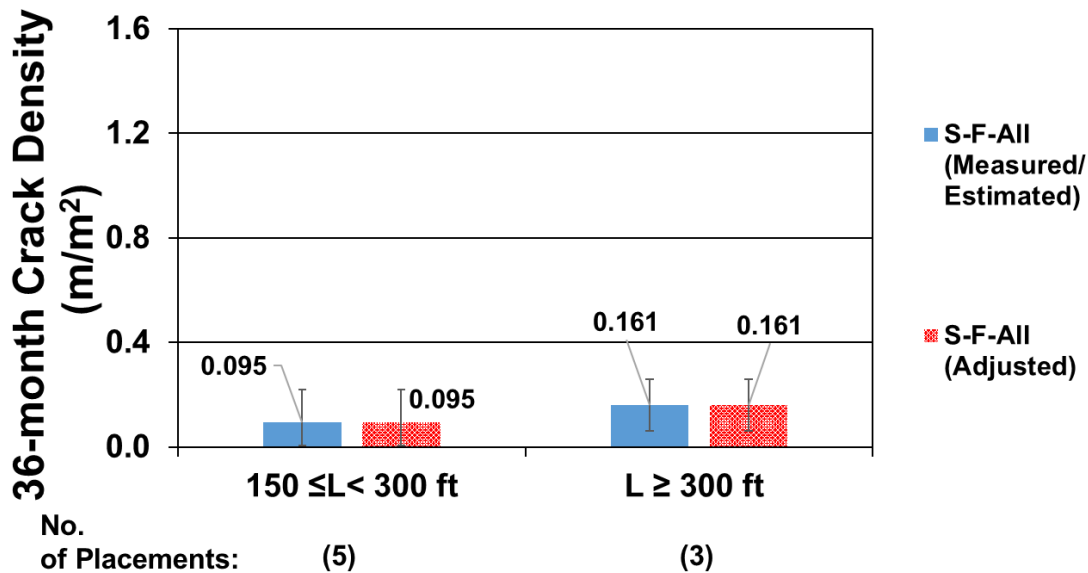 36-month Crack Density
(m/m²)
1.6
1.2
0.8
0.4
0.0
0.095
0.095
0.161
0.161
150 ≤L< 300 ft
L ≥ 300 ft
No.
of Placements:
(5)
(3)
S-F-All
(Measured/
Estimated)
S-F-All
(Adjusted)